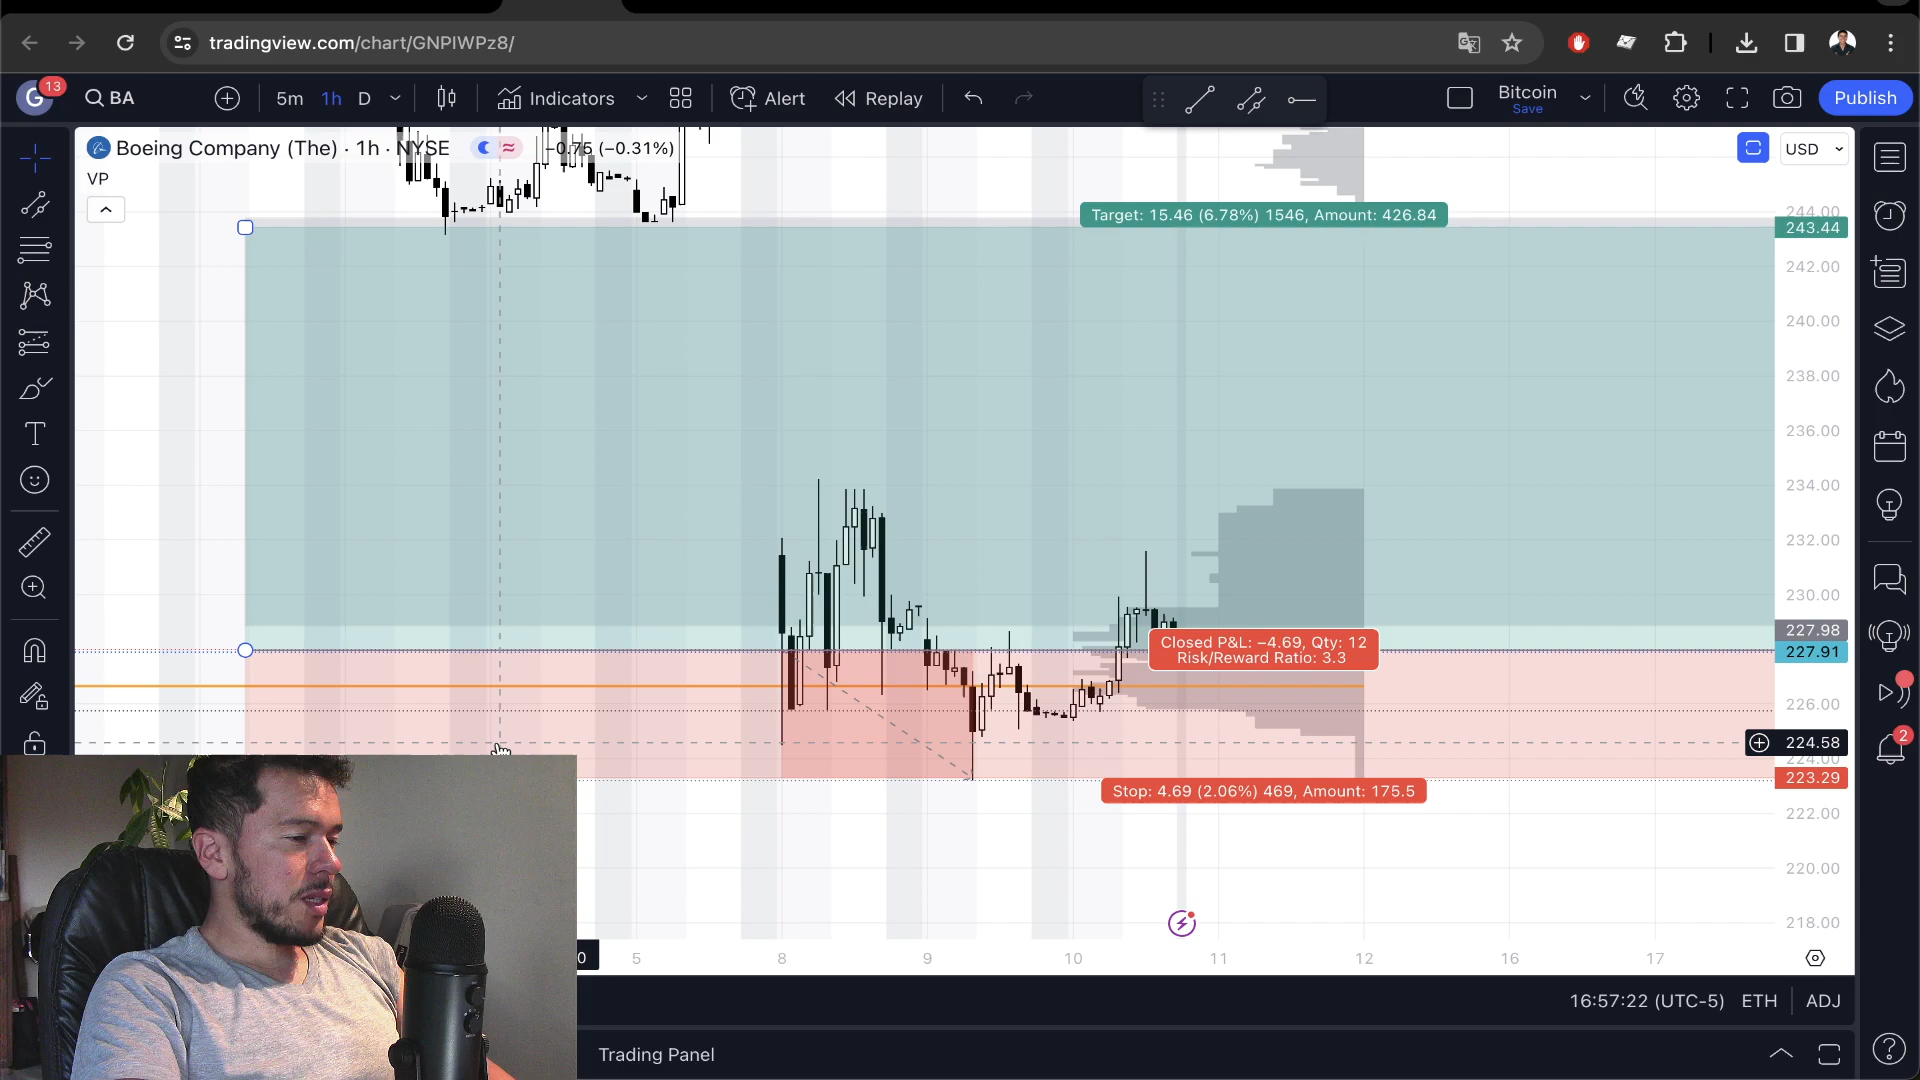 tradingview.com/chart/GNPIWPz8/
G
13
BA
5m
1h
D
Indicators
Alert
Replay
Bitcoin
Save
Publish
Boeing Company (The) · 1h · NYSE
−0.75 (−0.31%)
USD
VP
Target: 15.46 (6.78%) 1546, Amount: 426.84
244.00
243.44
242.00
240.00
238.00
236.00
234.00
232.00
230.00
227.98
Closed P&L: −4.69, Qty: 12
Risk/Reward Ratio: 3.3
227.91
226.00
224.58
224.00
223.29
Stop: 4.69 (2.06%) 469, Amount: 175.5
222.00
220.00
218.00
2
0
5
8
9
10
11
12
16
17
16:57:22 (UTC-5)
ETH
ADJ
Trading Panel